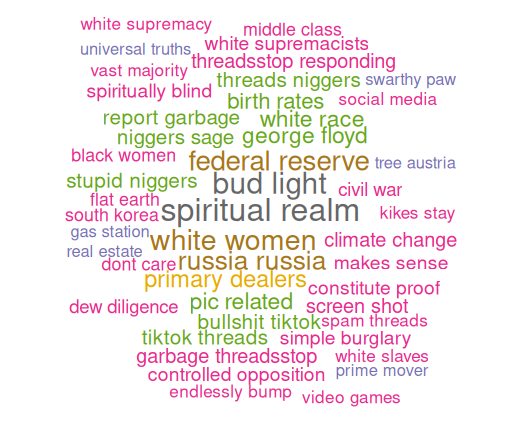 white supremacy
middle class
universal truths
white supremacists
threadsstop responding
vast majority
threads niggers
swarthy paw
spiritually blind
birth rates
social media
report garbage
white race
niggers sage
george floyd
black women
federal reserve
tree austria
stupid niggers
bud light
civil war
flat earth
south korea
spiritual realm
kikes stay
gas station
white women
climate change
real estate
dont care
russia russia
makes sense
primary dealers
constitute proof
dew diligence
pic related
screen shot
bullshit tiktok
spam threads
tiktok threads
simple burglary
garbage threadsstop
white slaves
controlled opposition
prime mover
endlessly bump
video games